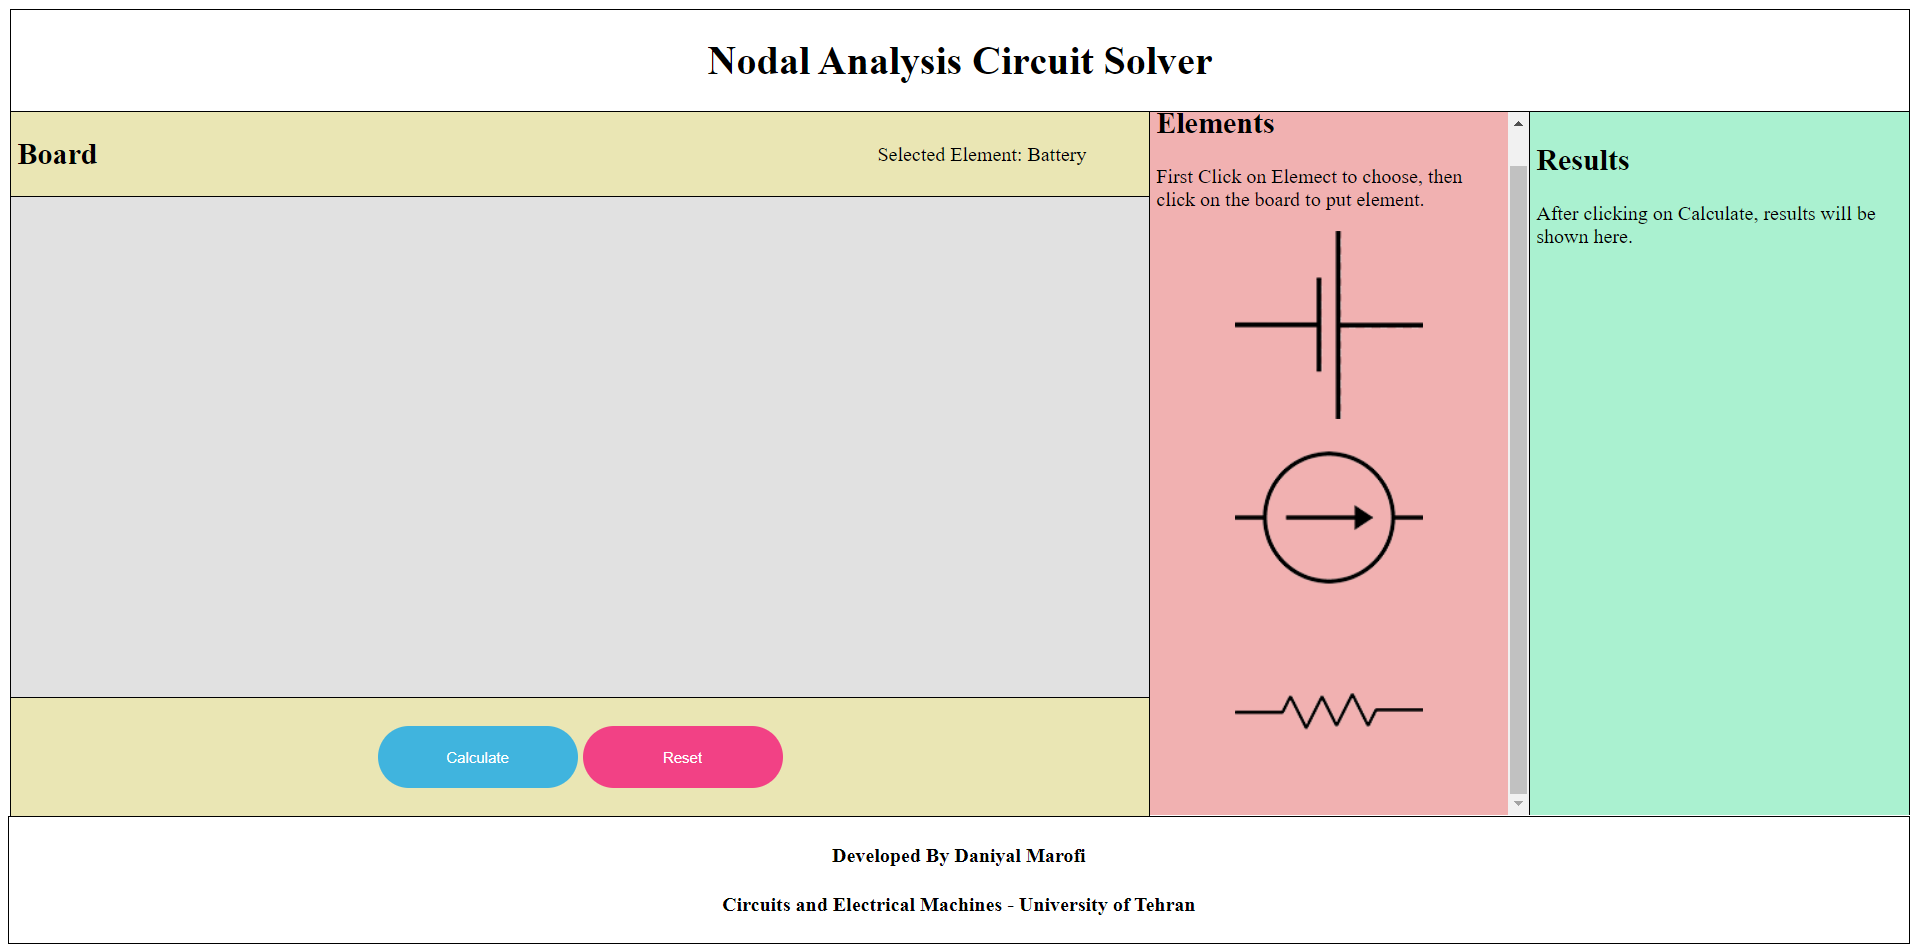 Nodal Analysis Circuit Solver
Board
Selected Element: Battery
Calculate
Reset
Elements
First Click on Elemect to choose, then
click on the board to put element.
Results
After clicking on Calculate, results will be
shown here.
Developed By Daniyal Marofi
Circuits and Electrical Machines - University of Tehran